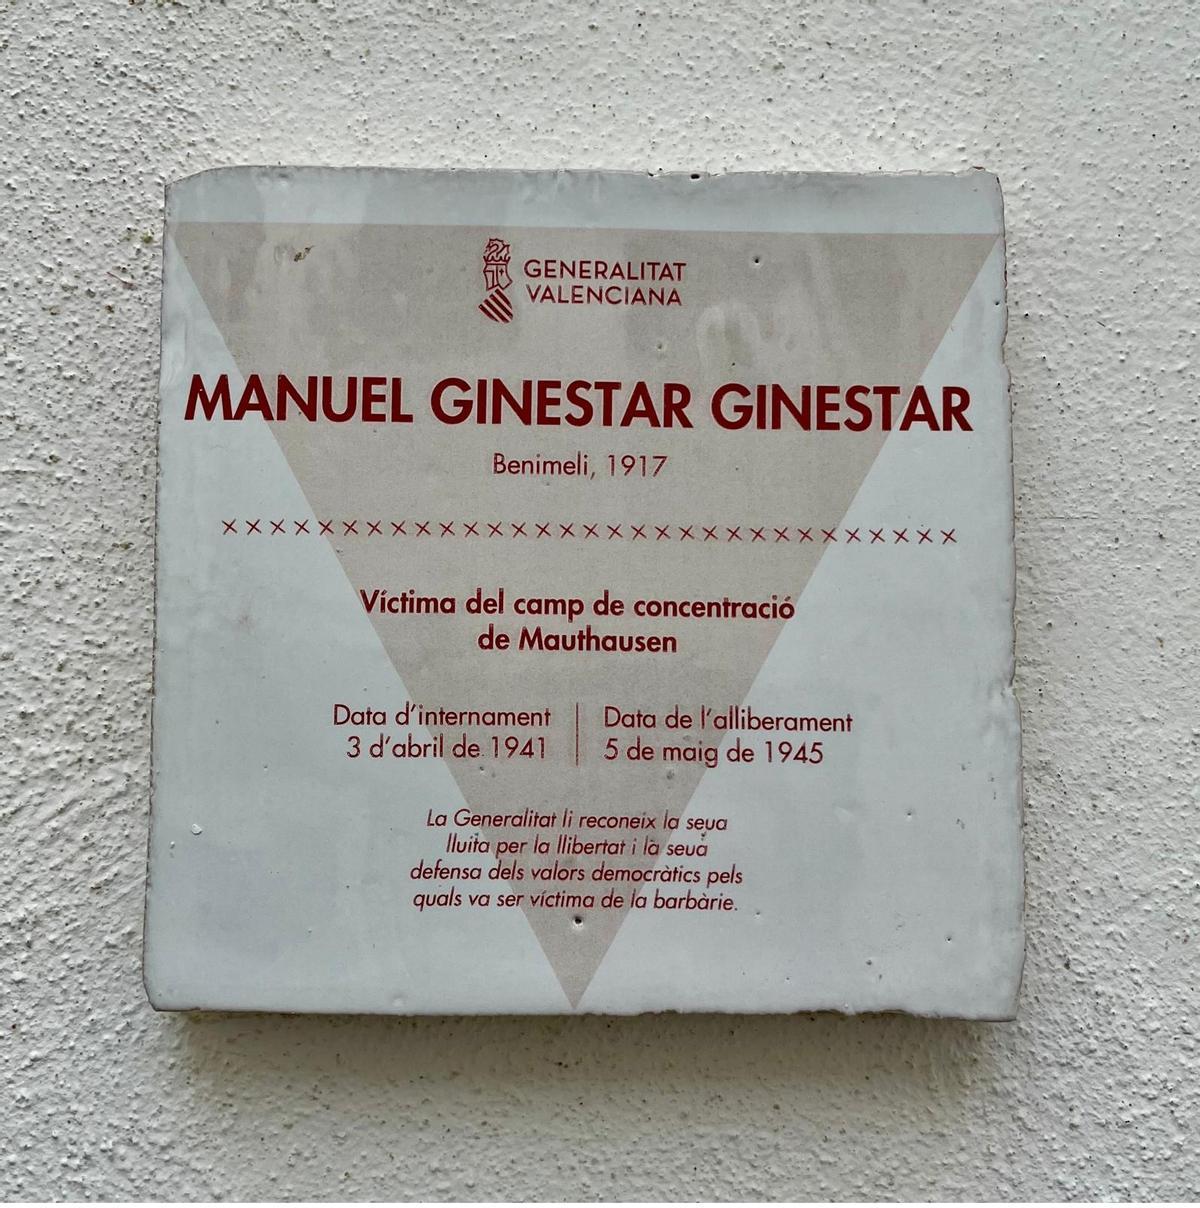 GENERALITAT
VALENCIANA
MANUEL GINESTAR GINESTAR
Benimeli, 1917
××××××××××××××××××××××××××××××××
Víctima del camp de concentració
de Mauthausen
Data d'internament
3 d'abril de 1941
Data de l'alliberament
5 de maig de 1945
La Generalitat li reconeix la seua
lluita per la llibertat i la seua
defensa dels valors democràtics pels
quals va ser víctima de la barbàrie.